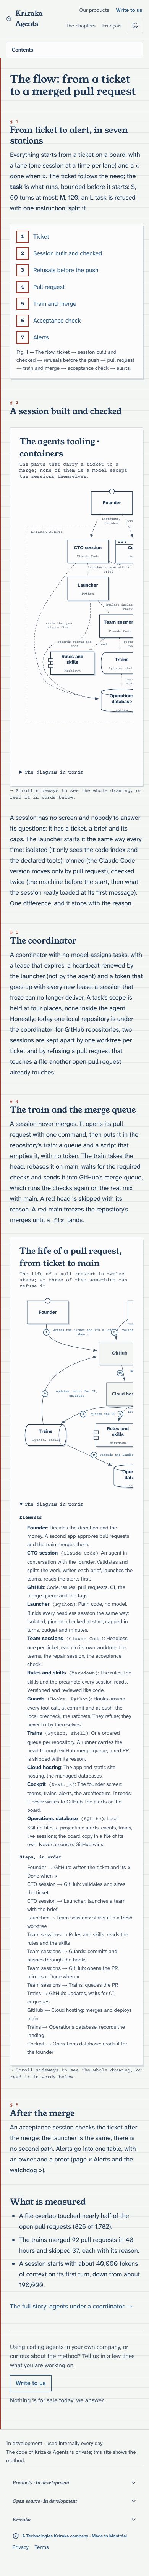 Krizaka Agents
Our products
Write to us
The chapters
Français
Contents
The flow: from a ticket
to a merged pull request
§ 1
From ticket to alert, in seven
stations
Everything starts from a ticket on a board, with
a lane (one session at a time per lane) and a «
done when ». The ticket follows the need; the
task is what runs, bounded before it starts: S,
60 turns at most; M, 120; an L task is refused
with one instruction, split it.
1 Ticket
2 Session built and checked
3 Refusals before the push
4 Pull request
5 Train and merge
6 Acceptance check
7 Alerts
Fig. 1 — The flow: ticket → session built and
checked → refusals before the push → pull request
→ train and merge → acceptance check → alerts.
§ 2
A session built and checked
The agents tooling ·
containers
The parts that carry a ticket to a
merge; none of them is a model except
the sessions themselves.
Founder
CTO session
Claude Code
Launcher
Python
Team session
Claude Code
Rules and
skills
Markdown
Trains
Python, shell
Operations
database
SQLite
▶ The diagram in words
Scroll sideways to see the whole drawing, or
read it in words below.
A session has no screen and nobody to answer
its questions: it has a ticket, a brief and its
caps. The launcher starts it the same way every
time: isolated (it only sees the code index and
the declared tools), pinned (the Claude Code
version moves only by pull request), checked
twice (the machine before the start, then what
the session really loaded at its first message).
One difference, and it stops with the reason.
§ 3
The coordinator
A coordinator with no model assigns tasks, with
a lease that expires, a heartbeat renewed by
the launcher (not by the agent) and a token that
goes up with every new lease: a session that
froze can no longer deliver. A task's scope is
held at four places, none inside the agent.
Honestly: today one local repository is under
the coordinator; for GitHub repositories, two
sessions are kept apart by one worktree per
ticket and by refusing a pull request that
touches a file another open pull request
already touches.
§ 4
The train and the merge queue
A session never merges. It opens its pull
request with one command, then puts it in the
repository's train: a queue and a script that
empties it, with no token. The train takes the
head, rebases it on main, waits for the required
checks and sends it into GitHub's merge queue,
which runs the checks again on the real mix
with main. A red head is skipped with its
reason. A red main freezes the repository's
merges until a fix lands.
The life of a pull request,
from ticket to main
The life of a pull request in twelve
steps; at three of them something can
refuse it.
Founder
GitHub
Cloud hos
Trains
Python, shell
Rules and
skills
Markdown
▼ The diagram in words
Elements
Founder: Decides the direction and the
money. A second app approves pull requests
and the train merges them.
CTO session (Claude Code): An agent in
conversation with the founder. Validates and
splits the work, writes each brief, launches the
teams, reads the alerts first.
GitHub: Code, issues, pull requests, CI, the
merge queue and the tags.
Launcher (Python): Plain code, no model.
Builds every headless session the same way:
isolated, pinned, checked at start, capped in
turns, budget and minutes.
Team sessions (Claude Code): Headless,
one per ticket, each in its own worktree: the
teams, the repair session, the acceptance
check.
Rules and skills (Markdown): The rules, the
skills and the preamble every session reads.
Versioned and reviewed like code.
Guards (Hooks, Python): Hooks around
every tool call, at commit and at push, the
local precheck, the ratchets. They refuse; they
never fix by themselves.
Trains (Python, shell): One ordered
queue per repository. A runner carries the
head through GitHub merge queue; a red PR
is skipped with its reason.
Cloud hosting: The app and static site
hosting, the managed databases.
Cockpit (Next.js): The founder screen:
teams, trains, alerts, the architecture. It reads;
it never writes to GitHub, the alerts or the
board.
Operations database (SQLite): Local
SQLite files, a projection: alerts, events, trains,
live sessions; the board copy in a file of its
own. Never a source: GitHub wins.
Steps, in order
Founder → GitHub: writes the ticket and its «
Done when »
CTO session → GitHub: validates and sizes
the ticket
CTO session → Launcher: launches a team
with the brief
Launcher → Team sessions: starts it in a fresh
worktree
Team sessions → Rules and skills: reads the
rules and the skills
Team sessions → Guards: commits and
pushes through the hooks
Team sessions → GitHub: opens the PR,
mirrors « Done when »
Team sessions → Trains: queues the PR
Trains → GitHub: updates, waits for CI,
enqueues
GitHub → Cloud hosting: merges and deploys
main
Trains → Operations database: records the
landing
Cockpit → Operations database: reads it for
the founder
Scroll sideways to see the whole drawing, or
read it in words below.
§ 5
After the merge
An acceptance session checks the ticket after
the merge; the launcher is the same, there is
no second path. Alerts go into one table, with
an owner and a proof (page « Alerts and the
watchdog »).
What is measured
• A file overlap touched nearly half of the
open pull requests (826 of 1,782).
• The trains merged 92 pull requests in 48
hours and skipped 37, each with its reason.
• A session starts with about 40,000 tokens
of context on its first turn, down from about
190,000.
The full story: agents under a coordinator →
Using coding agents in your own company, or
curious about the method? Tell us in a few lines
what you are working on.
Write to us
Nothing is for sale today; we answer.
In development · used internally every day.
The code of Krizaka Agents is private; this site shows the
method.
Products · In development
Open source · In development
Krizaka
A Technologies Krizaka company · Made in Montréal
Privacy Terms